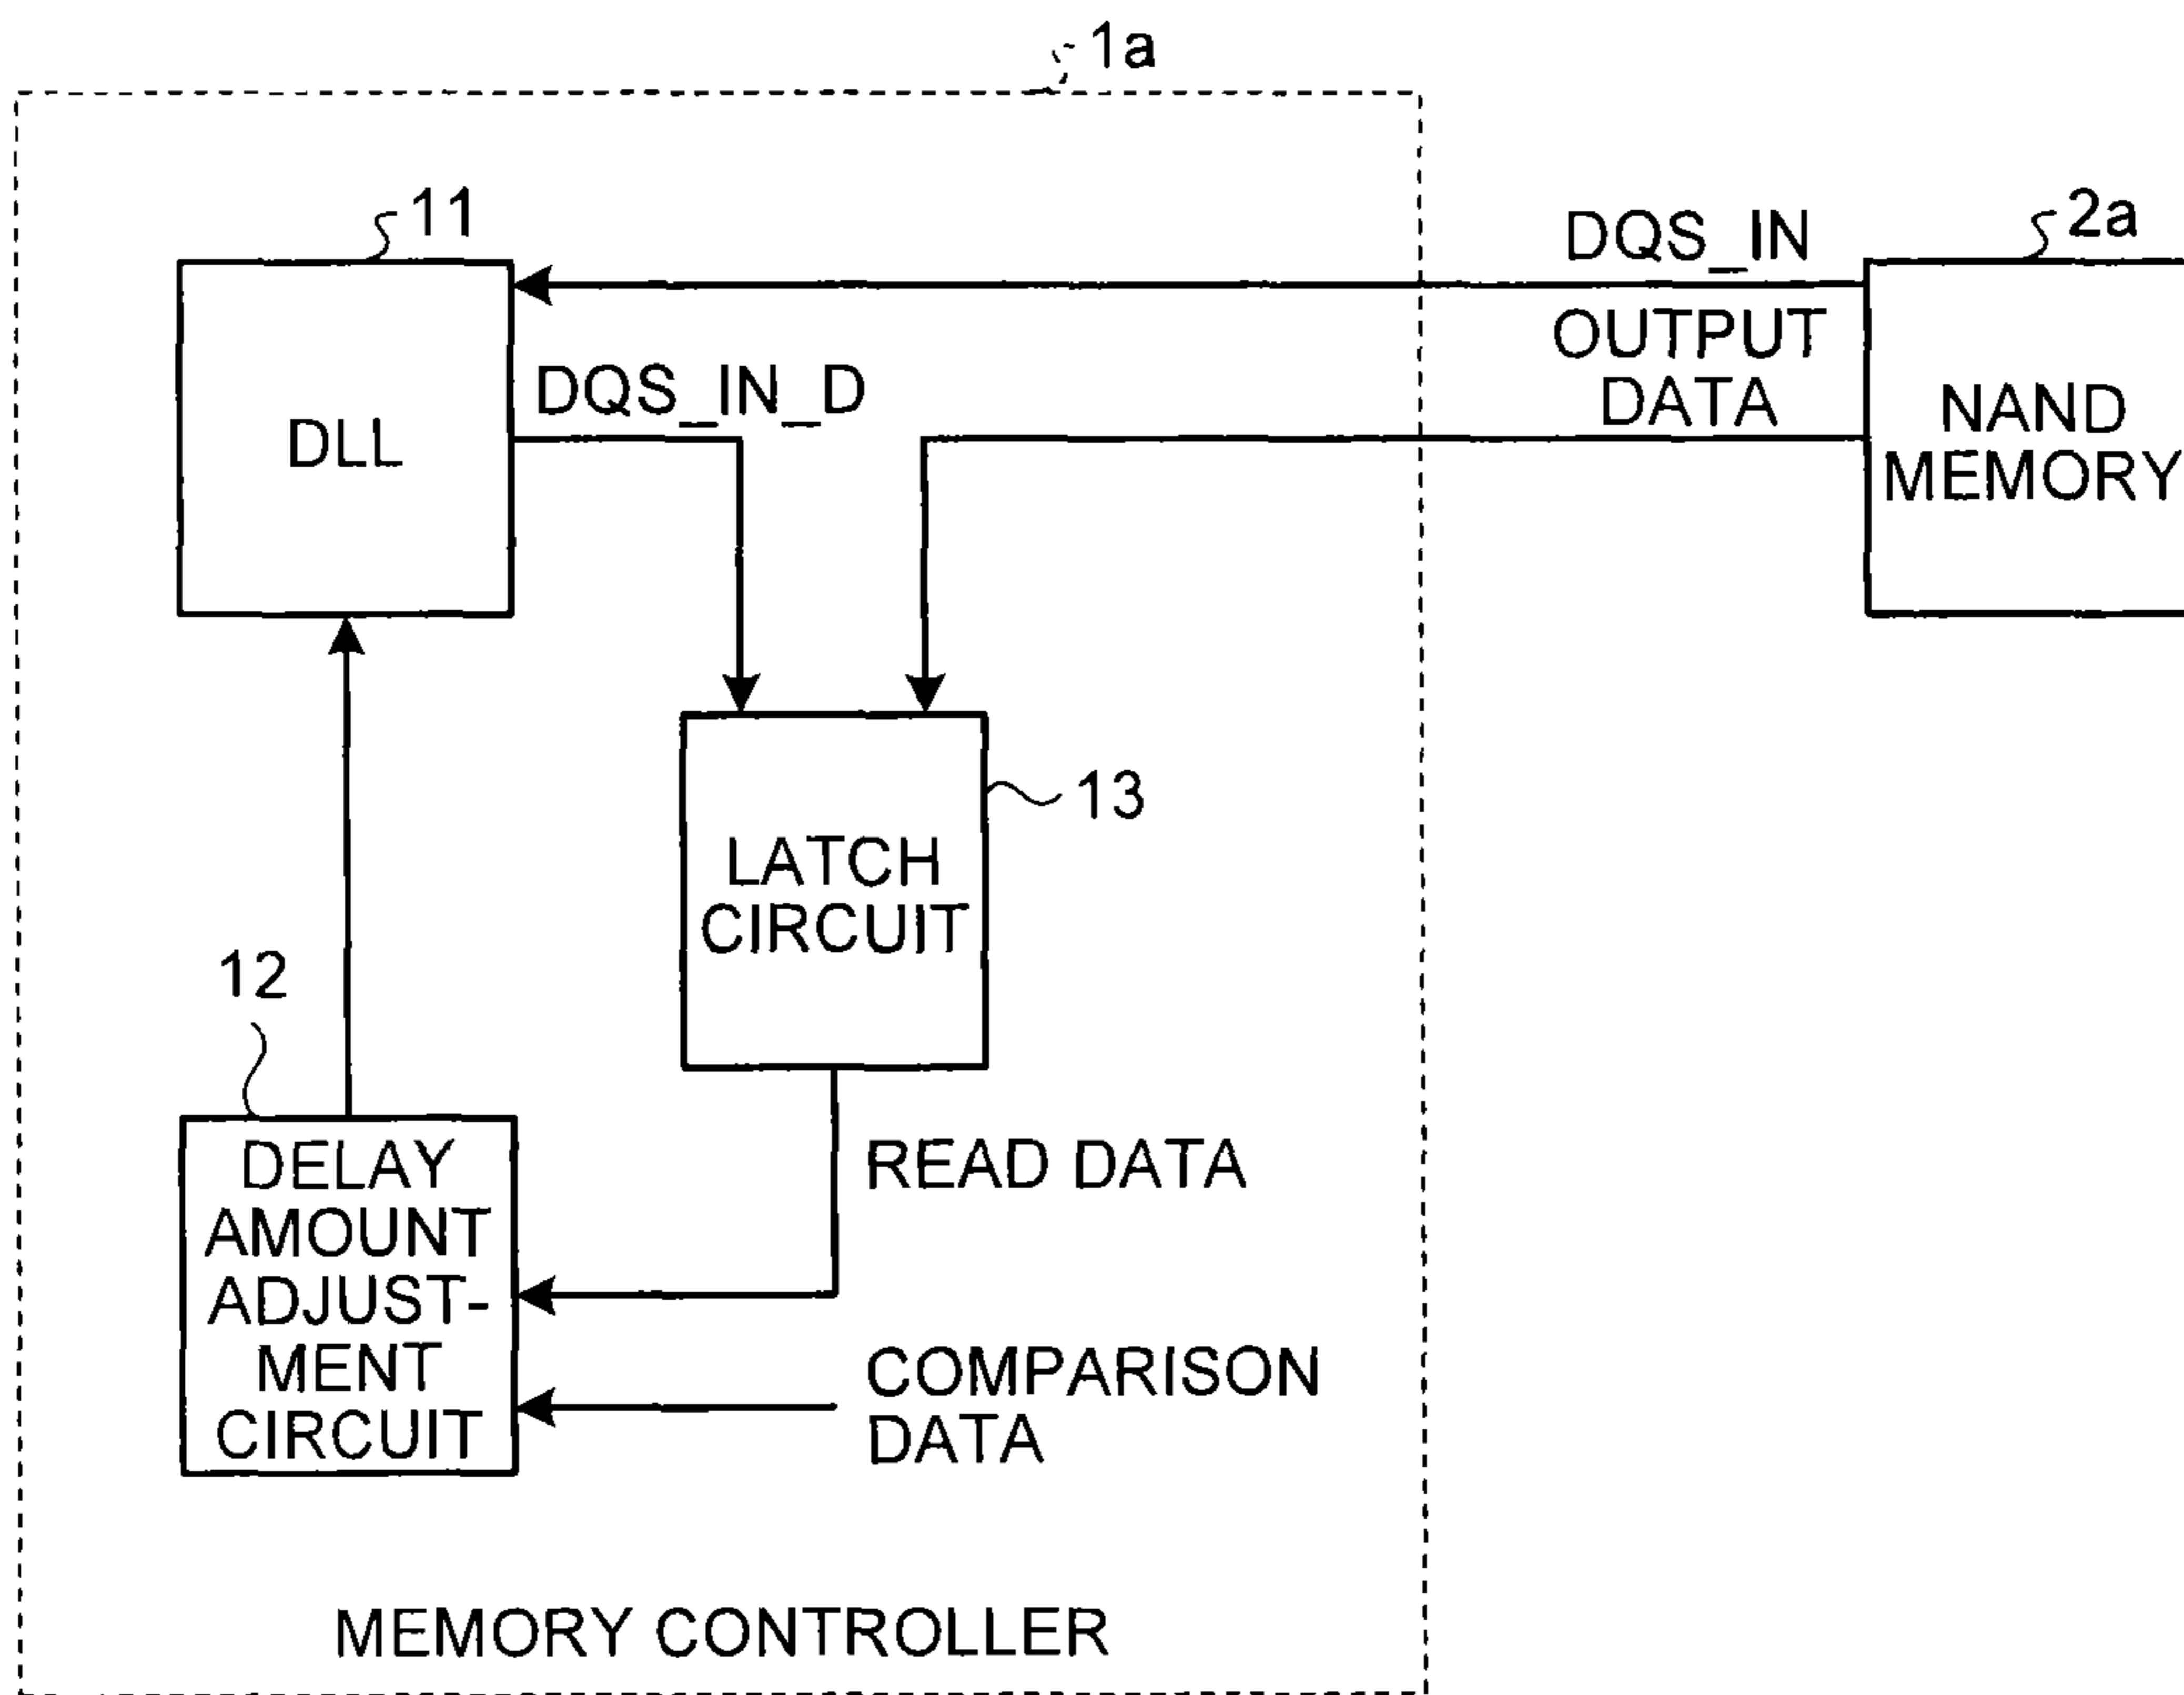 1a
11
DQS_IN
2a
OUTPUT
DATA
DQS_IN_D
DLL
NAND
MEMORY
13
LATCH
CIRCUIT
12
DELAY
AMOUNT
ADJUST-
MENT
CIRCUIT
READ DATA
COMPARISON
DATA
MEMORY CONTROLLER